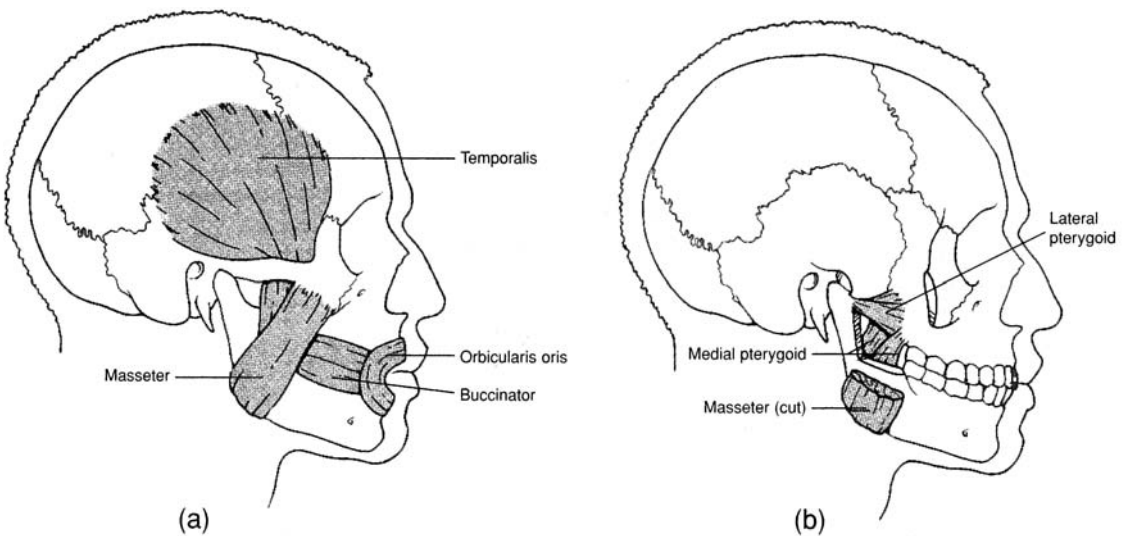 Temporalis
Orbicularis oris
Masseter
Buccinator
(a)
Lateral
pterygoid
Medial pterygoid
Masseter (cut)
(b)